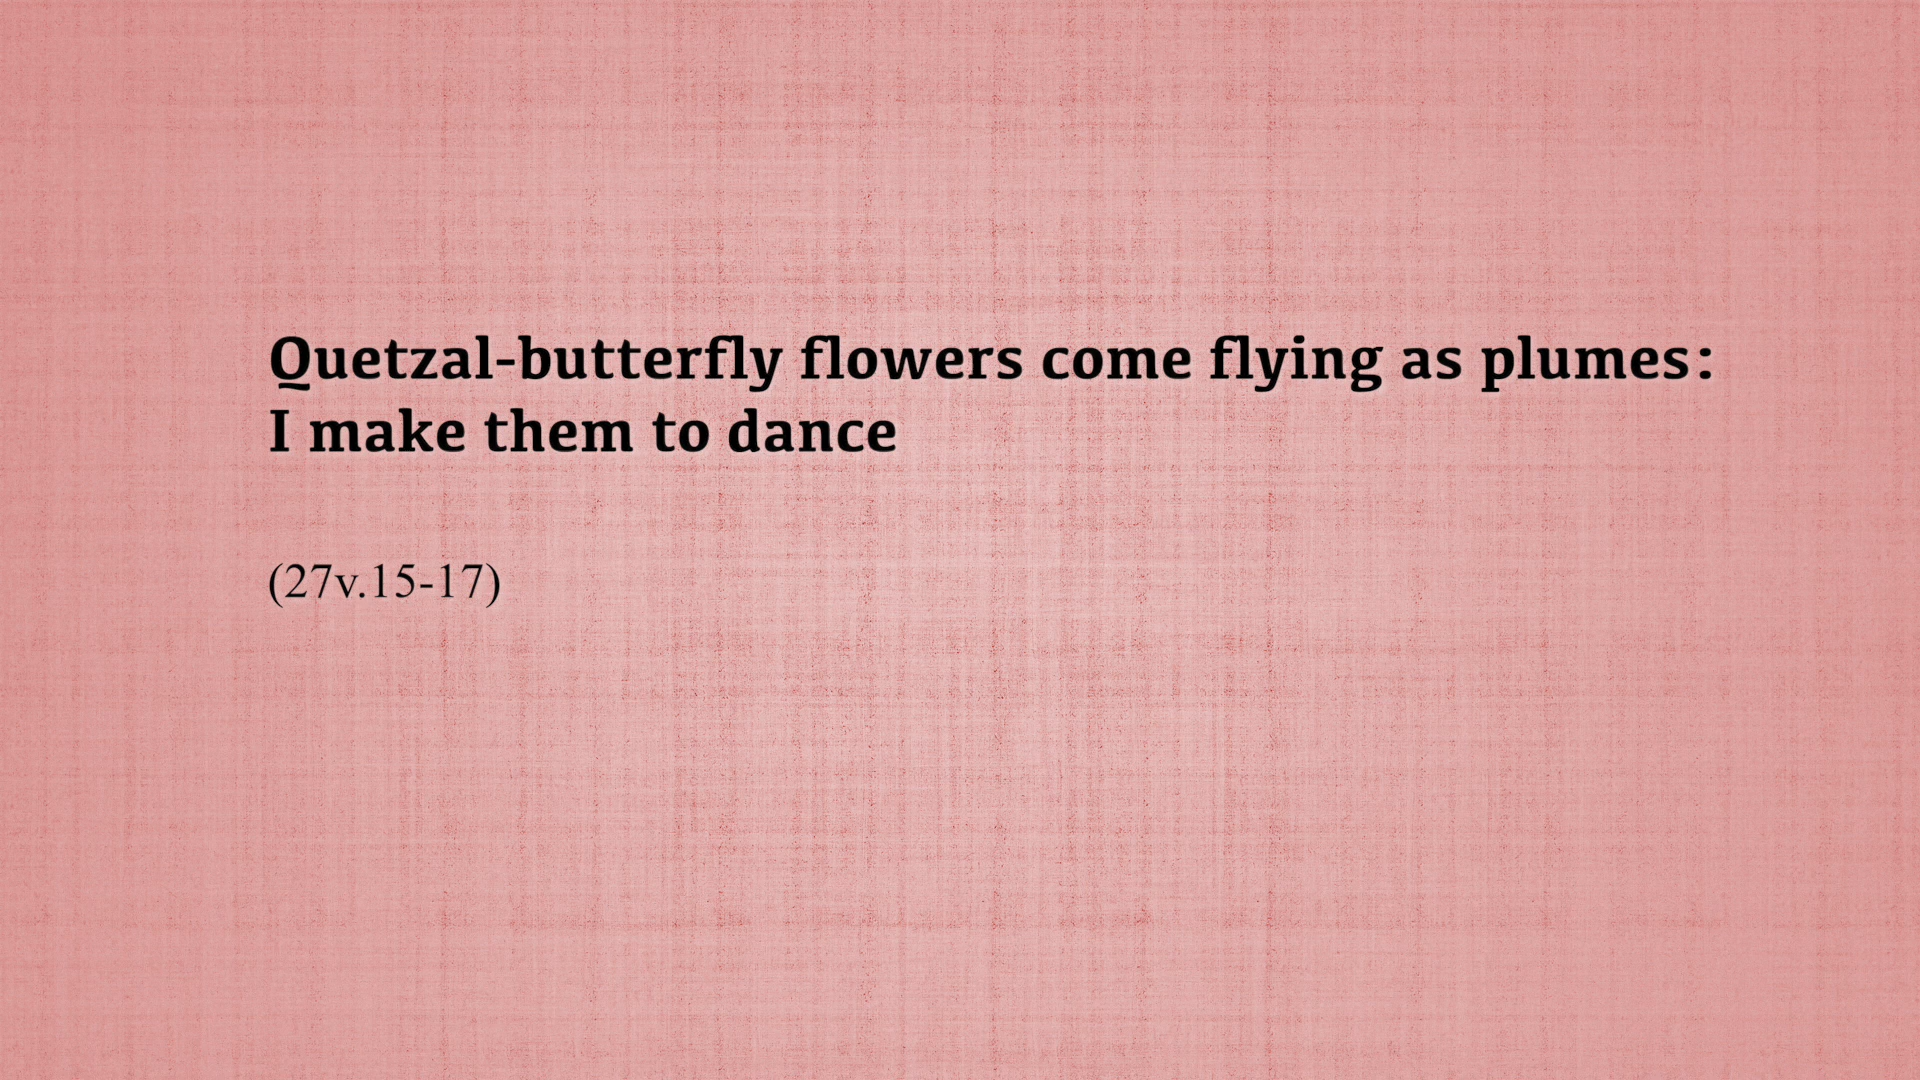 Quetzal-butterfly flowers come flying as plumes:
I make them to dance
(27v.15-17)